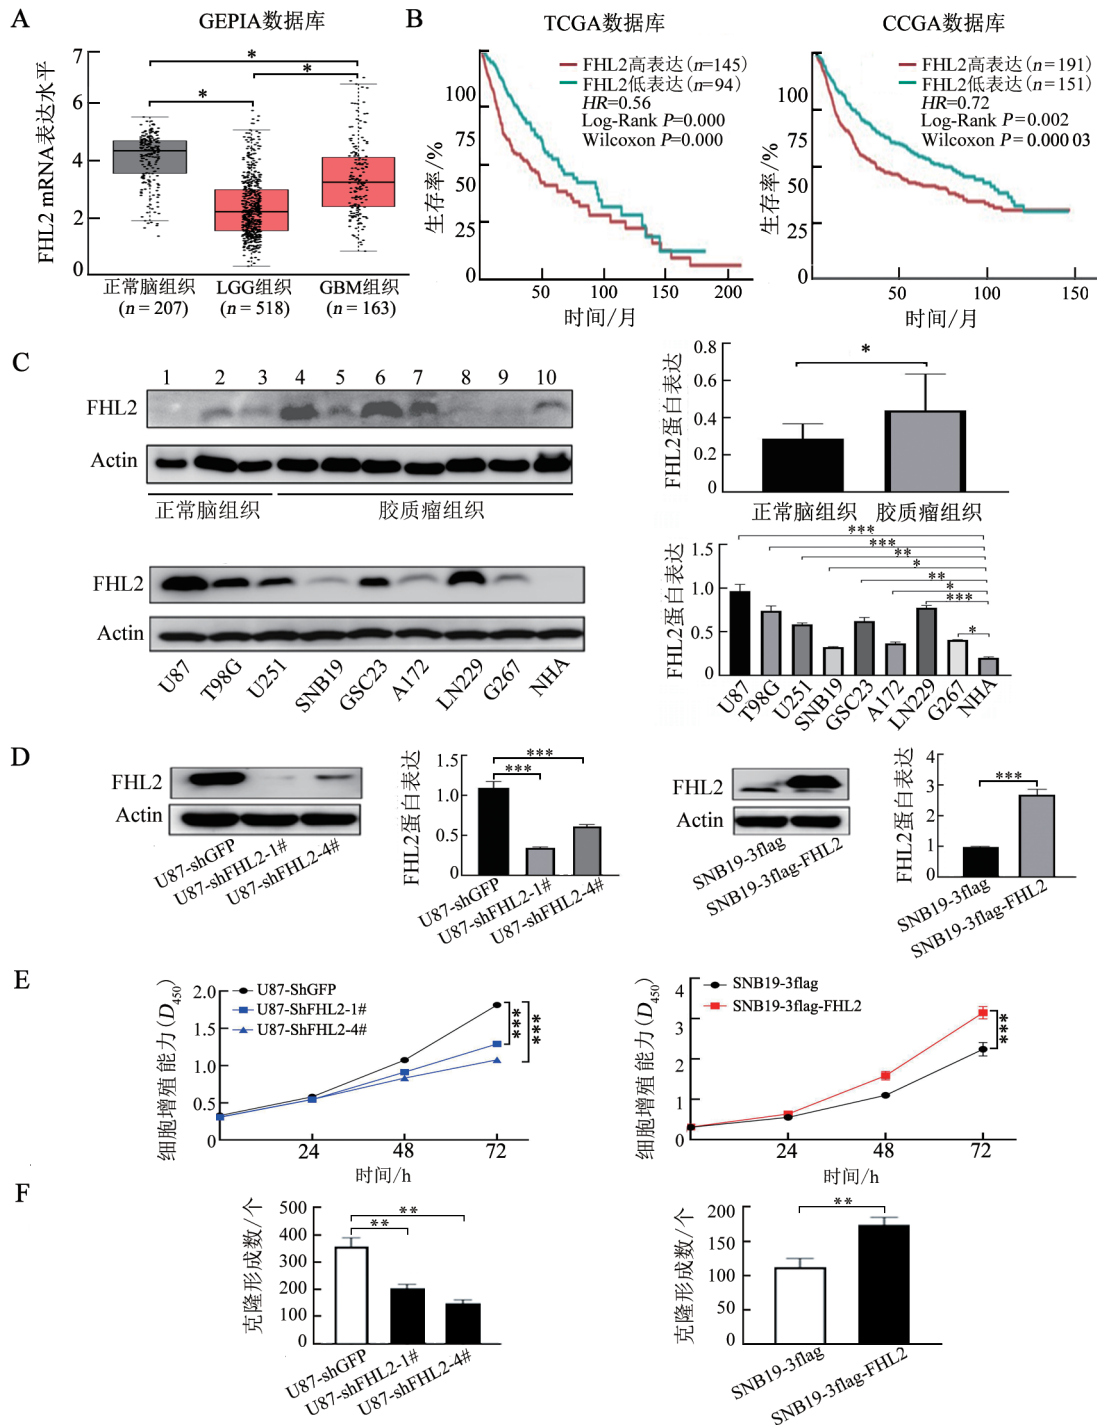 A
GEPIA数据库
FHL2 mRNA表达水平
7
6
4
2
0
*
*
*
正常脑组织
(n = 207)
LGG组织
(n = 518)
GBM组织
(n = 163)
B
TCGA数据库
生存率/%
100
75
50
25
0
FHL2高表达(n=145)
FHL2低表达(n=94)
HR=0.56
Log-Rank P=0.000
Wilcoxon P=0.000
50 100 150 200
时间/月
CCGA数据库
生存率/%
100
75
50
25
0
FHL2高表达(n=191)
FHL2低表达(n=151)
HR=0.72
Log-Rank P=0.002
Wilcoxon P=0.000 03
50 100 150
时间/月
C
1 2 3 4 5 6 7 8 9 10
FHL2
Actin
正常脑组织 胶质瘤组织
FHL2蛋白表达
0.8
0.6
0.4
0.2
0
*
正常脑组织 胶质瘤组织
FHL2
Actin
U87 T98G U251 SNB19 GSC23 A172 LN229 G267 NHA
FHL2蛋白表达
1.5
1.0
0.5
0
***
***
**
*
**
*
***
*
U87 T98G U251 SNB19 GSC23 A172 LN229 G267 NHA
D
FHL2
Actin
U87-shGFP
U87-shFHL2-1#
U87-shFHL2-4#
FHL2蛋白表达
1.5
1.0
0.5
0
***
***
U87-shGFP
U87-shFHL2-1#
U87-shFHL2-4#
FHL2
Actin
SNB19-3flag
SNB19-3flag-FHL2
FHL2蛋白表达
4
3
2
1
0
***
SNB19-3flag
SNB19-3flag-FHL2
E
细胞增殖能力(D450)
2.0
1.5
1.0
0.5
0
U87-ShGFP
U87-ShFHL2-1#
U87-ShFHL2-4#
***
***
24 48 72
时间/h
细胞增殖能力(D450)
4
3
2
1
0
SNB19-3flag
SNB19-3flag-FHL2
***
24 48 72
时间/h
F
克隆形成数/个
500
400
300
200
100
0
**
**
U87-shGFP
U87-shFHL2-1#
U87-shFHL2-4#
克隆形成数/个
200
150
100
50
0
**
SNB19-3flag
SNB19-3flag-FHL2